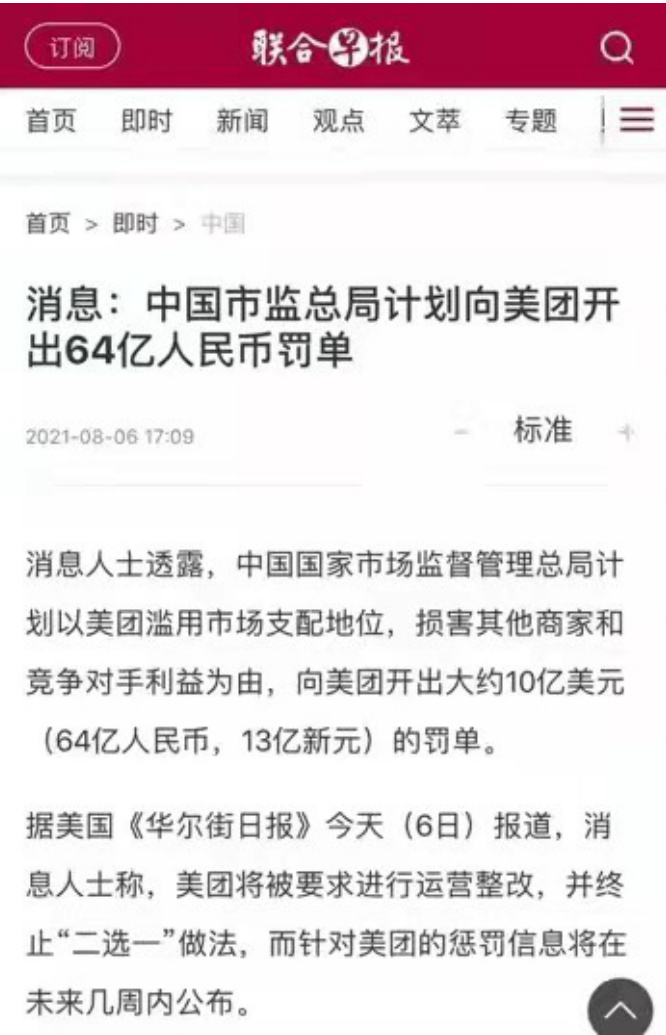 订阅
联合早报
首页 即时 新闻 观点 文萃 专题
首页 > 即时 > 中国
消息：中国市监总局计划向美团开
出64亿人民币罚单
2021-08-06 17:09
- 标准 +
消息人士透露，中国国家市场监督管理总局计
划以美团滥用市场支配地位，损害其他商家和
竞争对手利益为由，向美团开出大约10亿美元
（64亿人民币，13亿新元）的罚单。
据美国《华尔街日报》今天（6日）报道，消
息人士称，美团将被要求进行运营整改，并终
止“二选一”做法，而针对美团的惩罚信息将在
未来几周内公布。